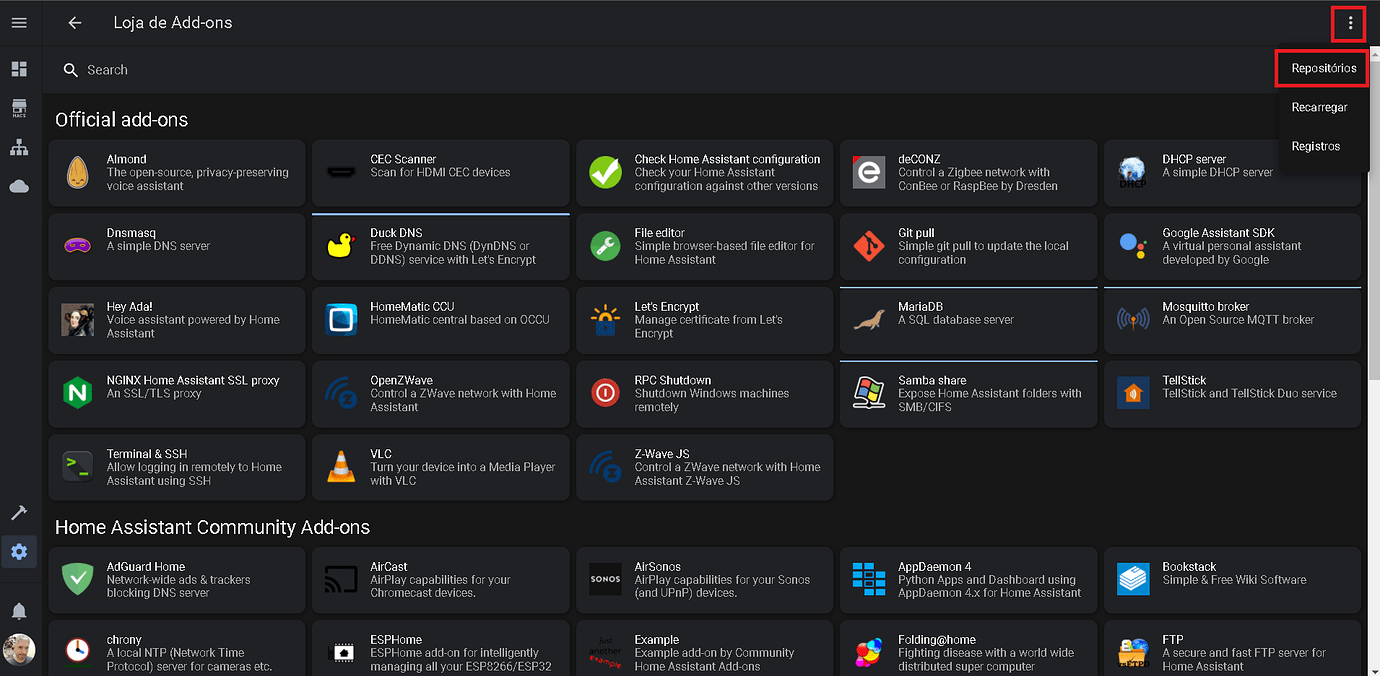 Loja de Add-ons
Search
Repositórios
Recarregar
Registros
Official add-ons
Almond
The open-source, privacy-preserving
voice assistant
CEC Scanner
Scan for HDMI CEC devices
Check Home Assistant configuration
Check your Home Assistant
configuration against other versions
deCONZ
Control a Zigbee network with
ConBee or RaspBee by Dresden
DHCP
DHCP server
A simple DHCP server
Dnsmasq
A simple DNS server
Duck DNS
Free Dynamic DNS (DynDNS or
DDNS) service with Let's Encrypt
File editor
Simple browser-based file editor for
Home Assistant
Git pull
Simple git pull to update the local
configuration
Google Assistant SDK
A virtual personal assistant
developed by Google
Hey Ada!
Voice assistant powered by Home
Assistant
HomeMatic CCU
HomeMatic central based on OCCU
Let's Encrypt
Manage certificate from Let's
Encrypt
MariaDB
A SQL database server
Mosquitto broker
An Open Source MQTT broker
NGINX Home Assistant SSL proxy
An SSL/TLS proxy
OpenZWave
Control a ZWave network with Home
Assistant
RPC Shutdown
Shutdown Windows machines
remotely
Samba share
Expose Home Assistant folders with
SMB/CIFS
TellStick
TellStick and TellStick Duo service
Terminal & SSH
Allow logging in remotely to Home
Assistant using SSH
VLC
Turn your device into a Media Player
with VLC
Z-Wave JS
Control a ZWave network with Home
Assistant Z-Wave JS
Home Assistant Community Add-ons
AdGuard Home
Network-wide ads & trackers
blocking DNS server
AirCast
AirPlay capabilities for your
Chromecast devices.
SONOS
AirSonos
AirPlay capabilities for your Sonos
(and UPnP) devices.
AppDaemon 4
Python Apps and Dashboard using
AppDaemon 4.x for Home Assistant
Bookstack
Simple & Free Wiki Software
chrony
A local NTP (Network Time
Protocol) server for cameras etc.
ESPHome
ESPHome add-on for intelligently
managing all your ESP8266/ESP32
just
another
example
Example
Example add-on by Community
Home Assistant Add-ons
Folding@home
Fighting disease with a world wide
distributed super computer
FTP
A secure and fast FTP server for
Home Assistant